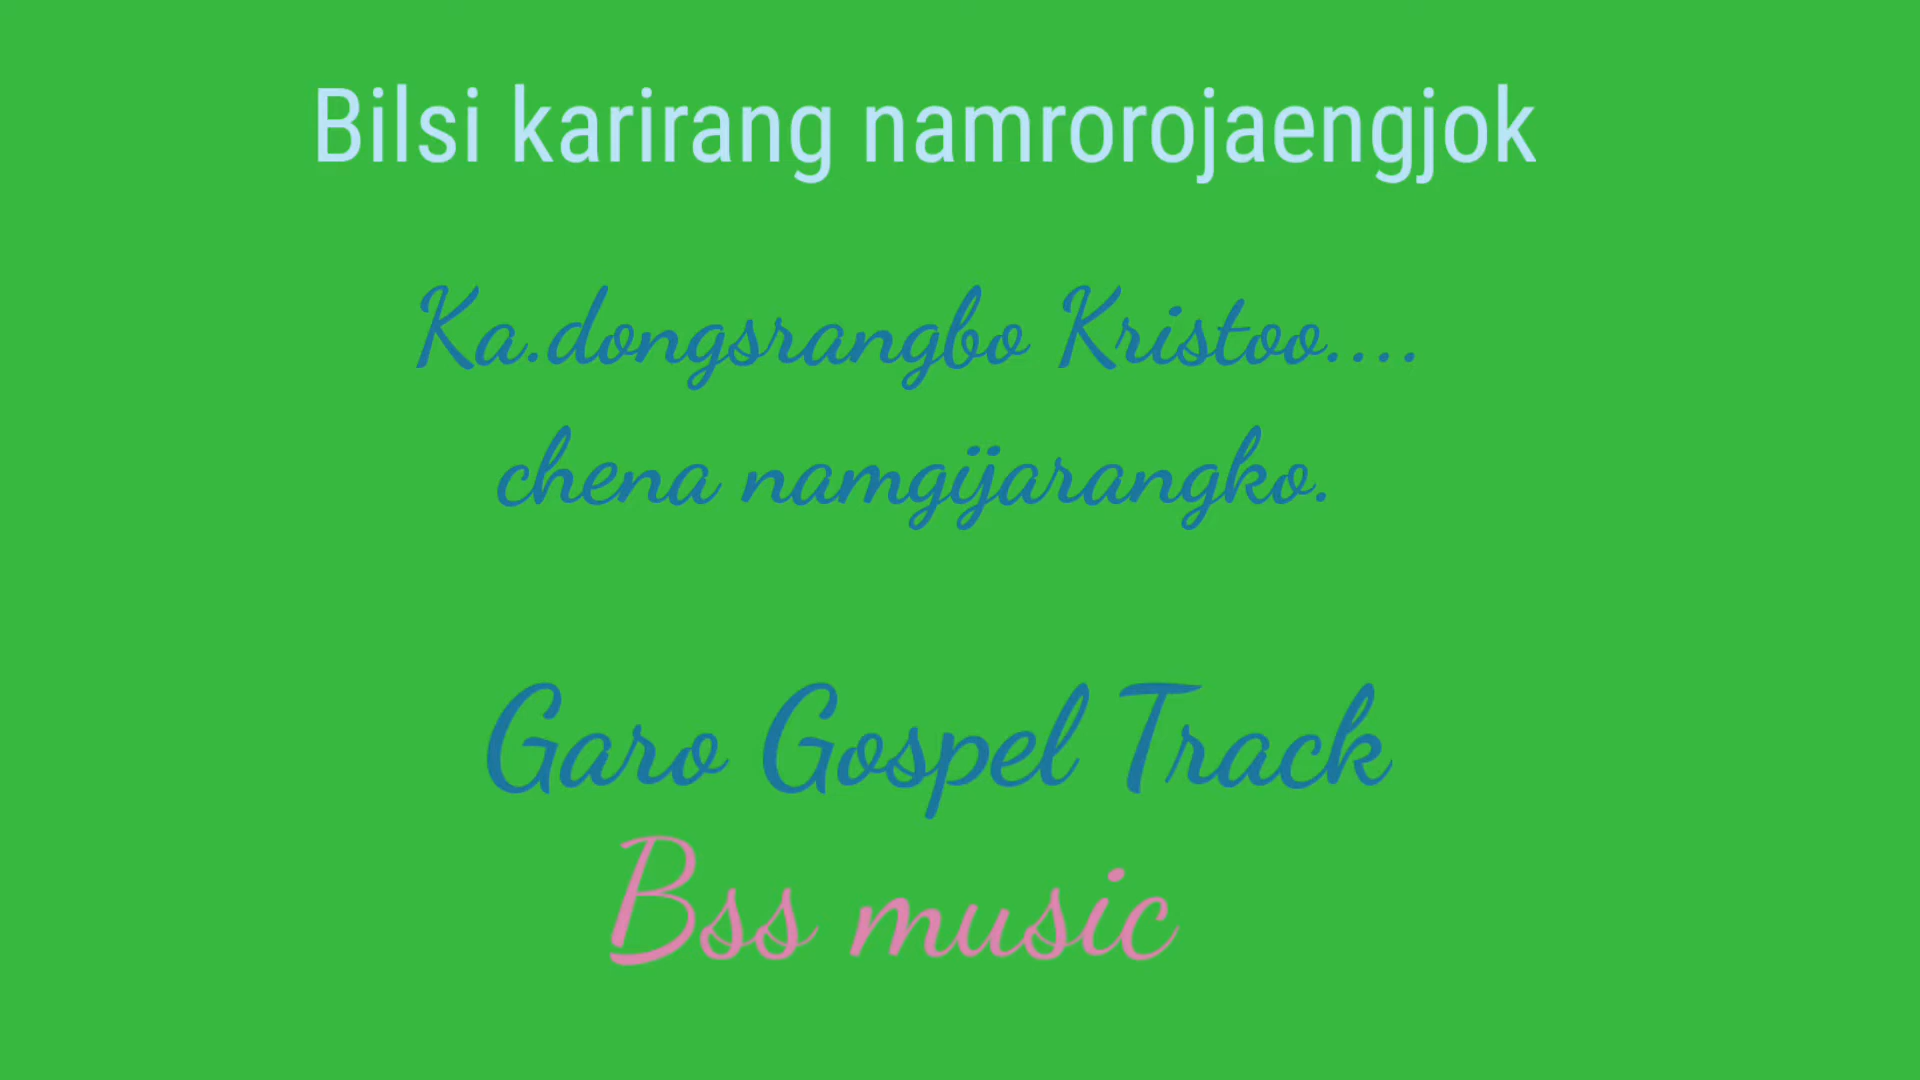 Bilsi karirang namrorojaengjok
Ka.dongsrangbo Kristoo....
chena namgijarangko.
Garo Gospel Track
Bss music